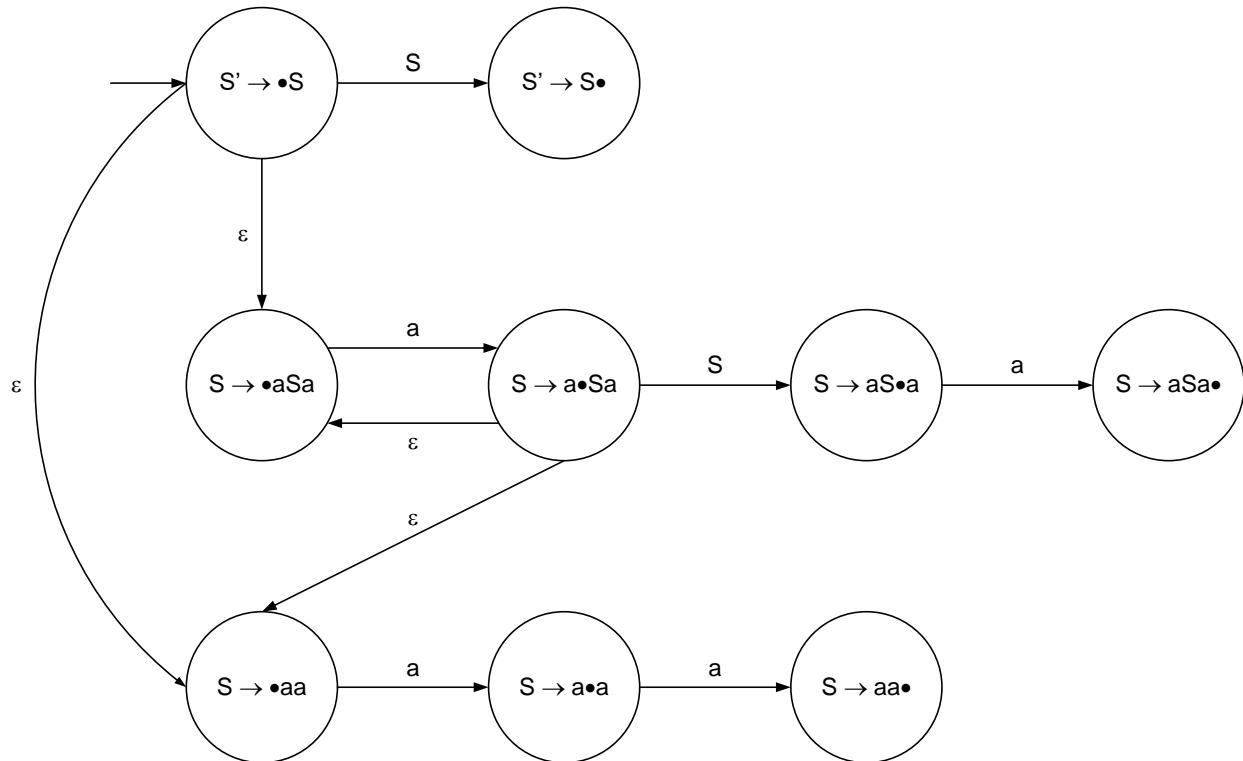 S
S' → •S
S' → S•
ε
a
S
a
ε
S → •aSa
S → a•Sa
S → aS•a
S → aSa•
ε
ε
a
a
S → •aa
S → a•a
S → aa•